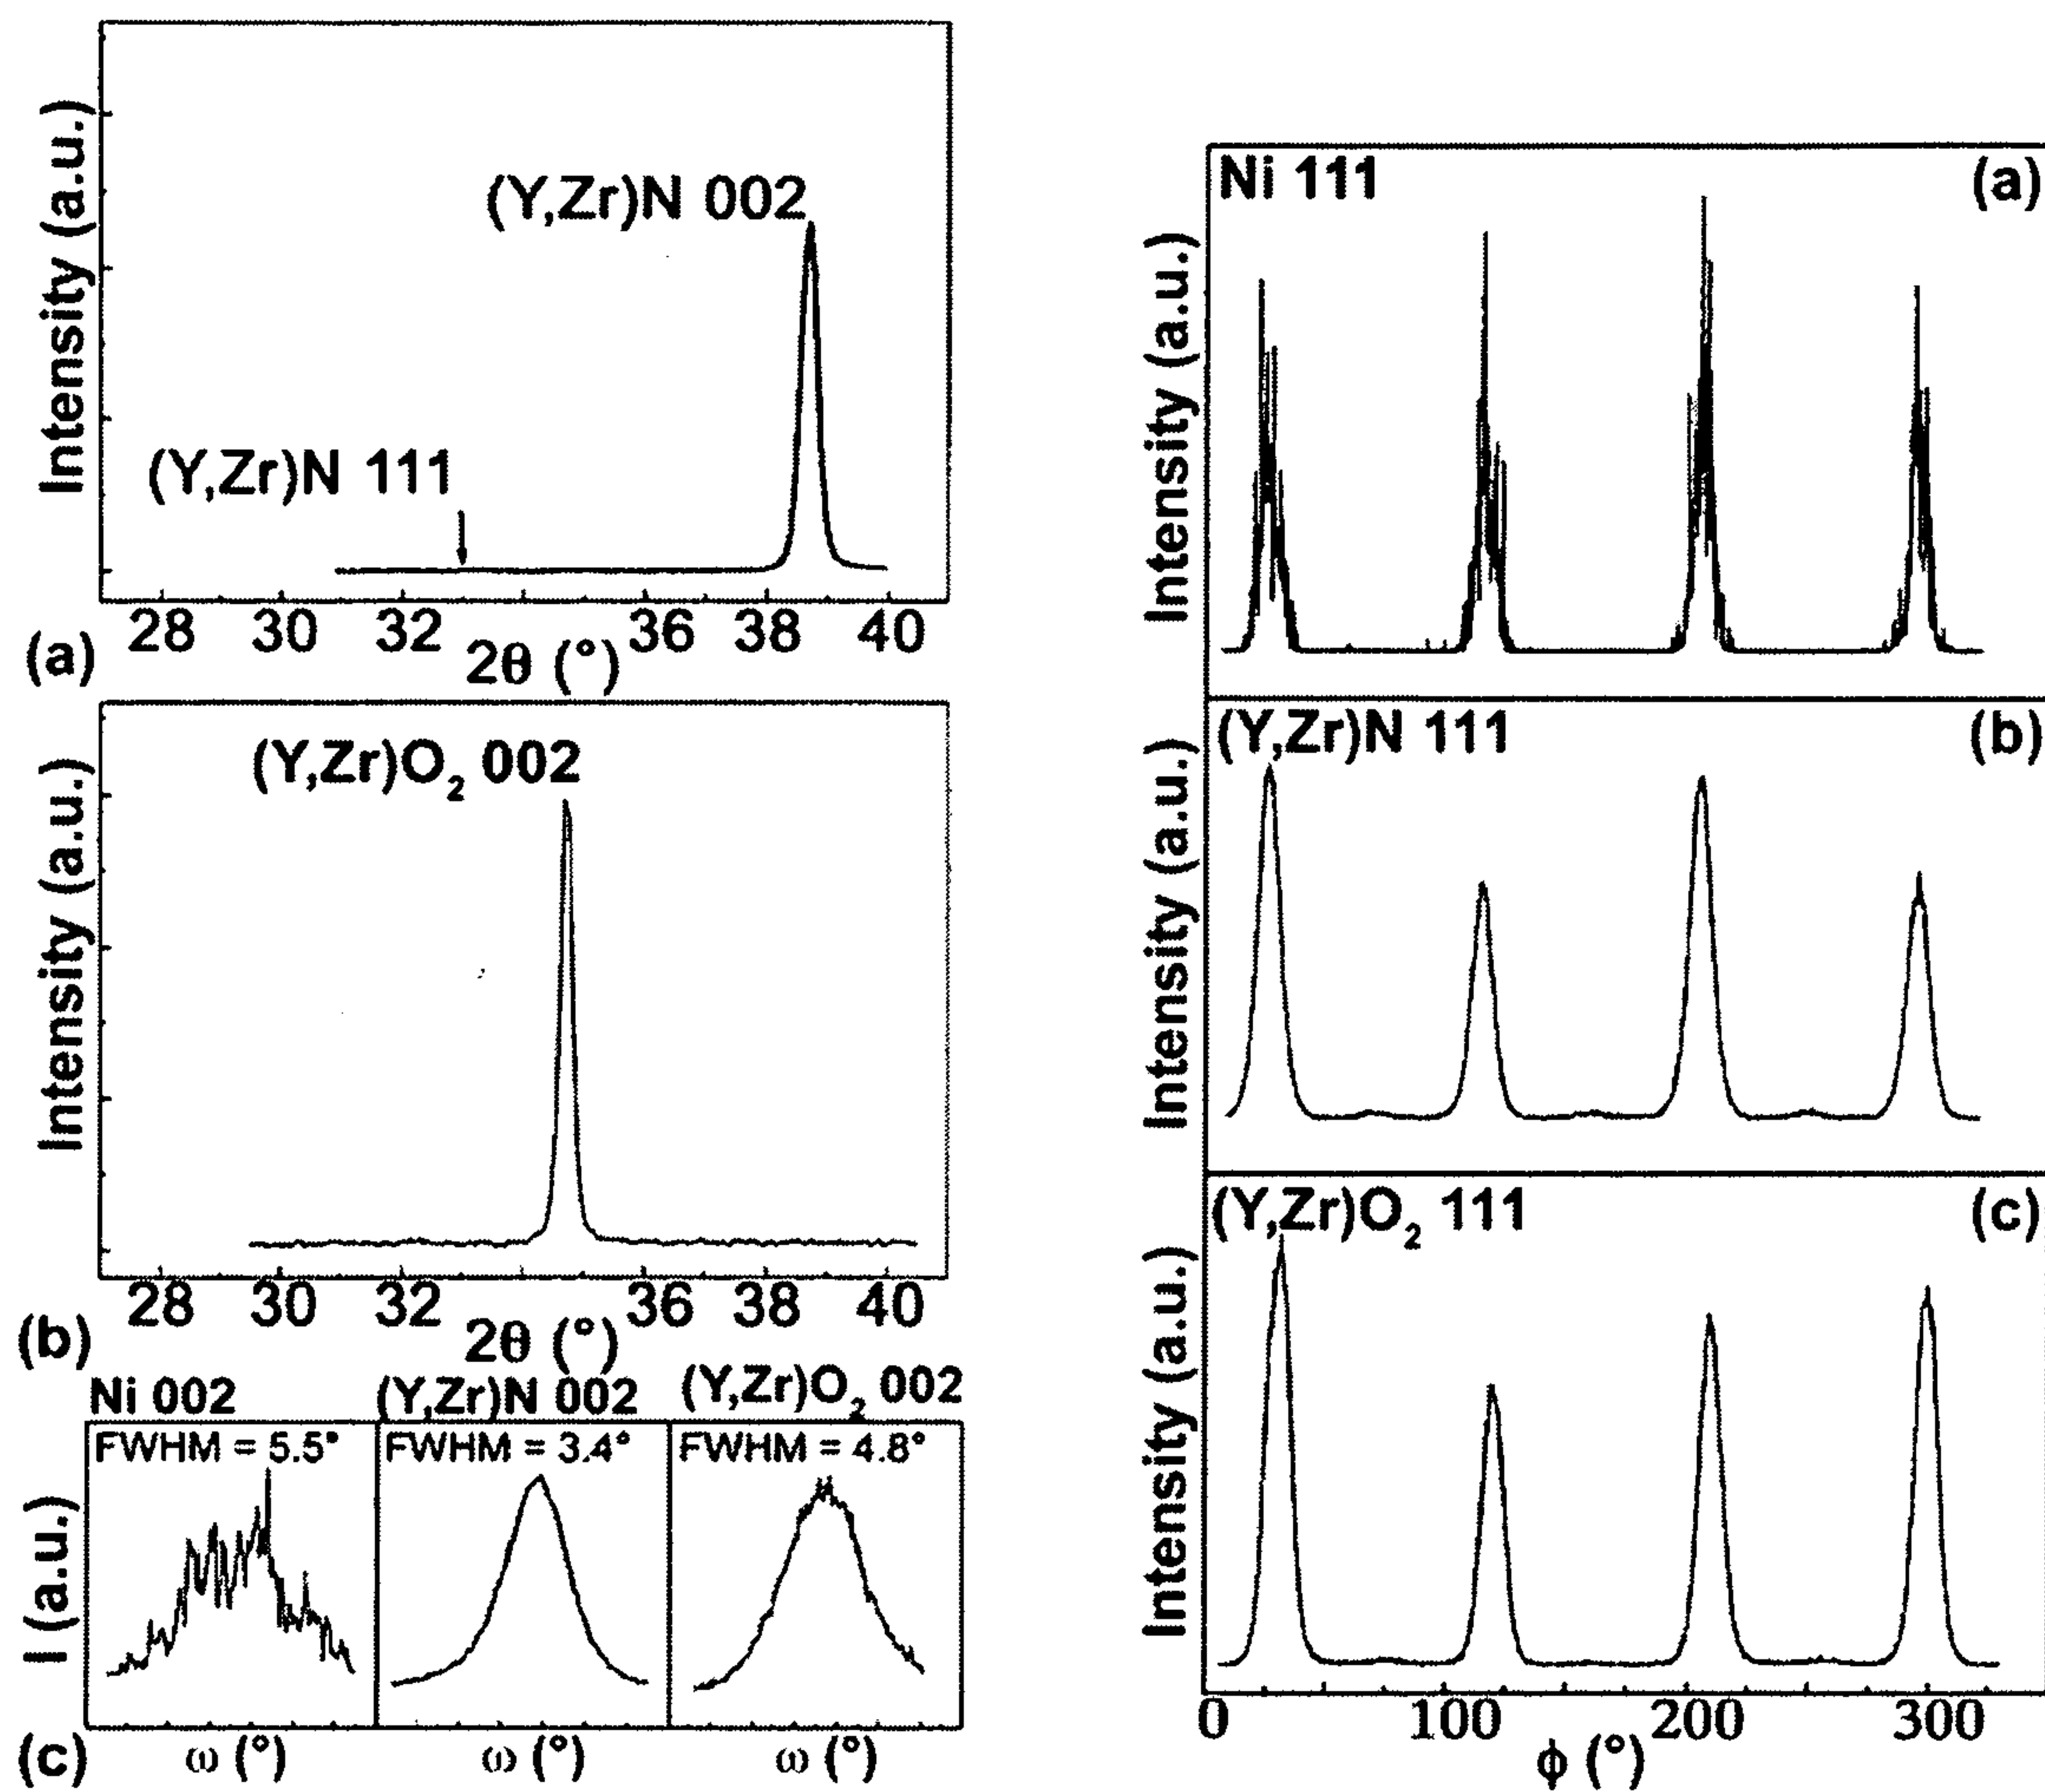 Intensity (a.u.)
(Y,Zr)N 002
(Y,Zr)N 111
28 30 32 36 38 40
(a) 2θ (°)
Intensity (a.u.)
(Y,Zr)O₂ 002
28 30 32 36 38 40
(b) 2θ (°)
Ni 002 (Y,Zr)N 002 (Y,Zr)O₂ 002
FWHM = 5.5° FWHM = 3.4° FWHM = 4.8°
I (a.u.)
(c) ω (°) ω (°) ω (°)
Ni 111 (a)
Intensity (a.u.)
(Y,Zr)N 111 (b)
Intensity (a.u.)
(Y,Zr)O₂ 111 (c)
Intensity (a.u.)
0 100 200 300
ϕ (°)